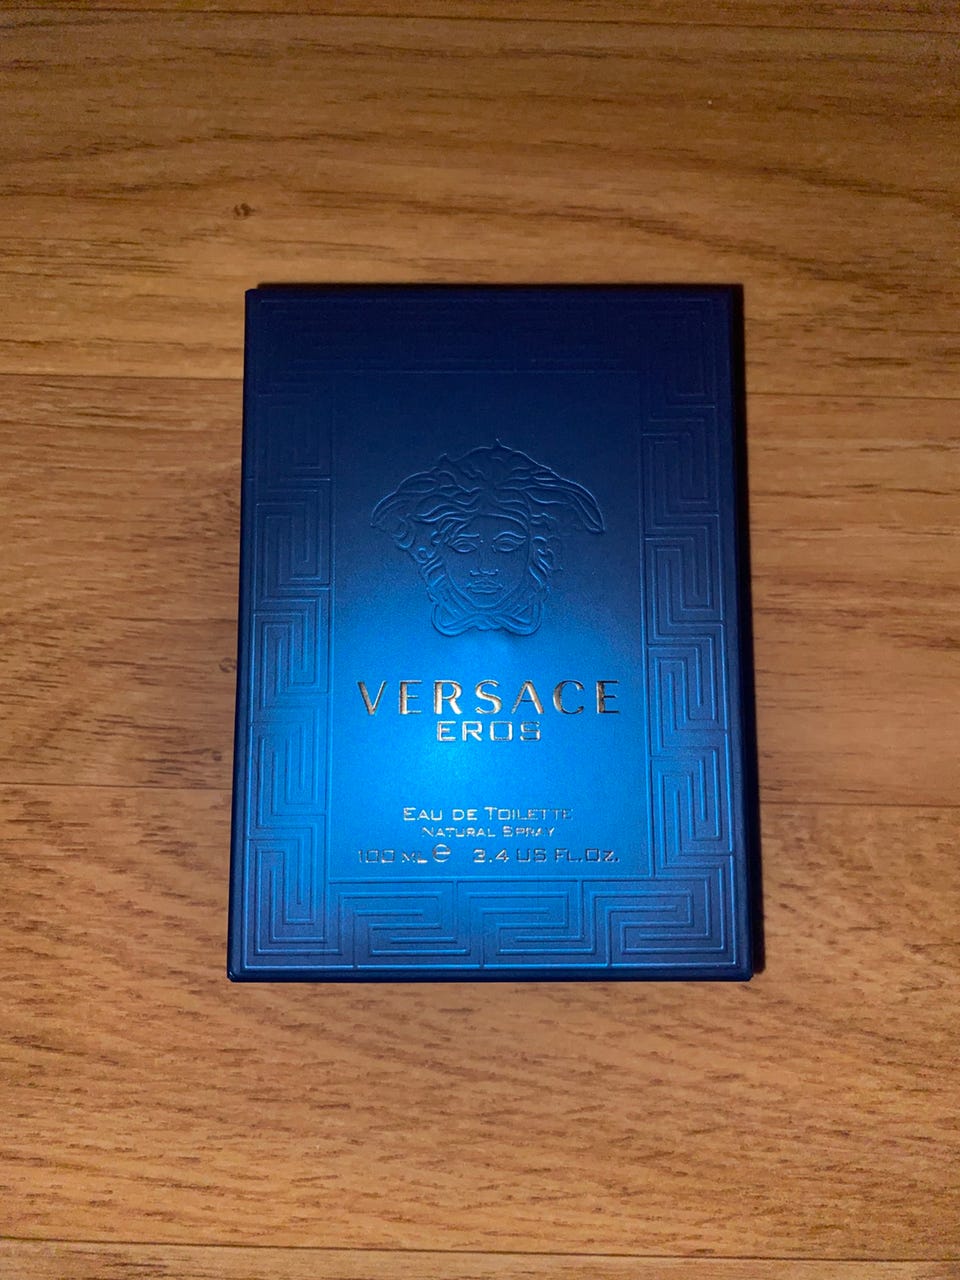 VERSACE
EROS
EAU DE TOILETTE
NATURAL SPRAY
100 ML ℮ 3.4 US FL.OZ.